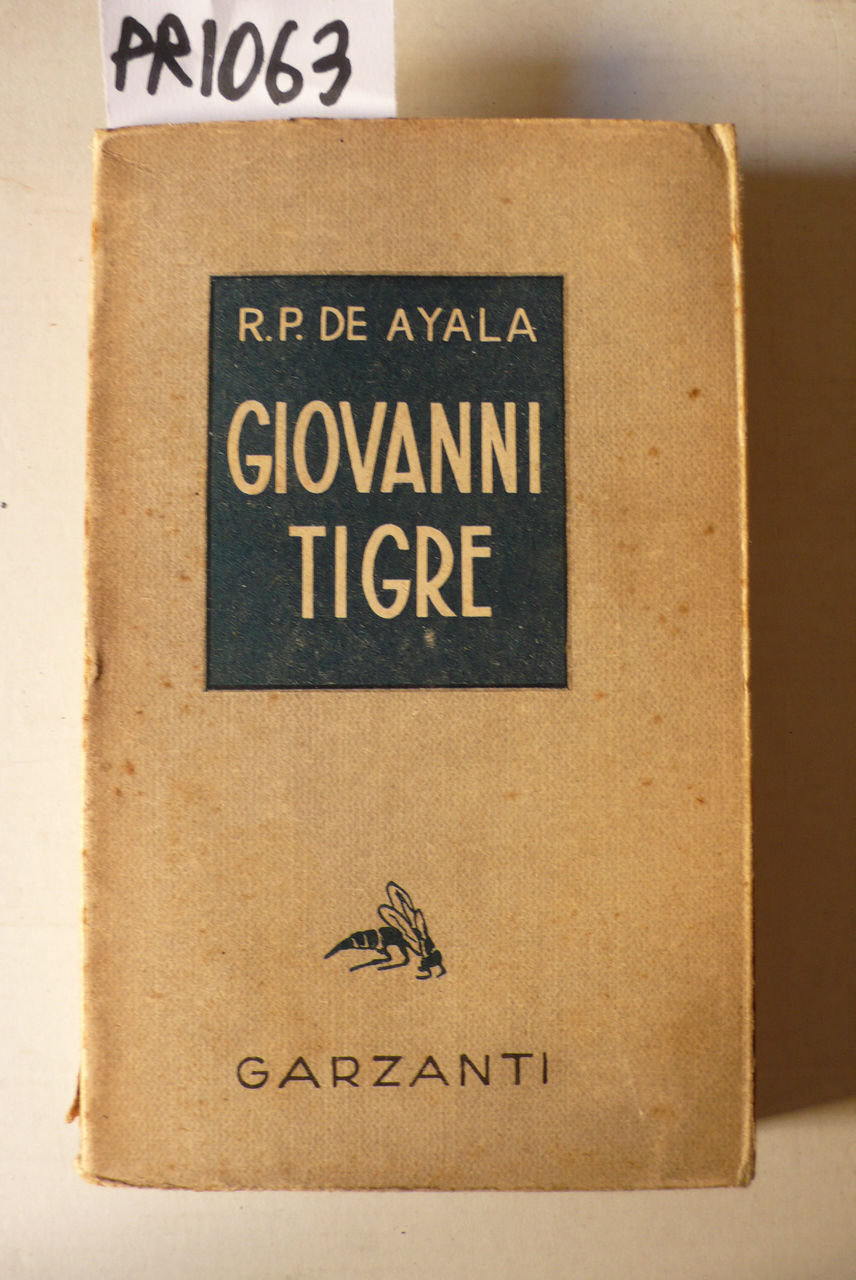 PR1063
R.P. DE AYALA
GIOVANNI
TIGRE
GARZANTI